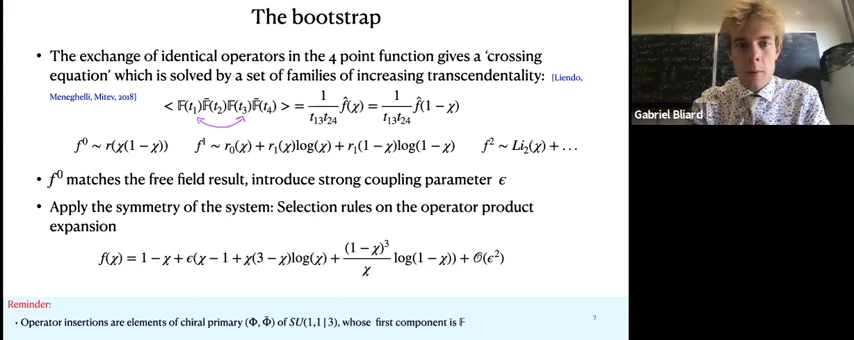 The bootstrap
• The exchange of identical operators in the 4 point function gives a 'crossing
equation' which is solved by a set of families of increasing transcendentality: [Liendo,
Meneghelli, Mitev, 2018]
< 𝔽(t₁)𝔽̄(t₂)𝔽(t₃)𝔽̄(t₄) > = 1/(t₁₃t₂₄) f̂(χ) = 1/(t₁₃t₂₄) f̂(1 − χ)
f⁰ ~ r(χ(1 − χ)) f¹ ~ r₀(χ) + r₁(χ)log(χ) + r₁(1 − χ)log(1 − χ) f² ~ Li₂(χ) + …
• f⁰ matches the free field result, introduce strong coupling parameter ϵ
• Apply the symmetry of the system: Selection rules on the operator product
expansion
f(χ) = 1 − χ + ϵ(χ − 1 + χ(3 − χ)log(χ) + (1 − χ)³/χ log(1 − χ)) + 𝒪(ϵ²)
Reminder:
• Operator insertions are elements of chiral primary (Φ, Φ̄) of SU(1,1|3), whose first component is 𝔽
7
Gabriel Bliard